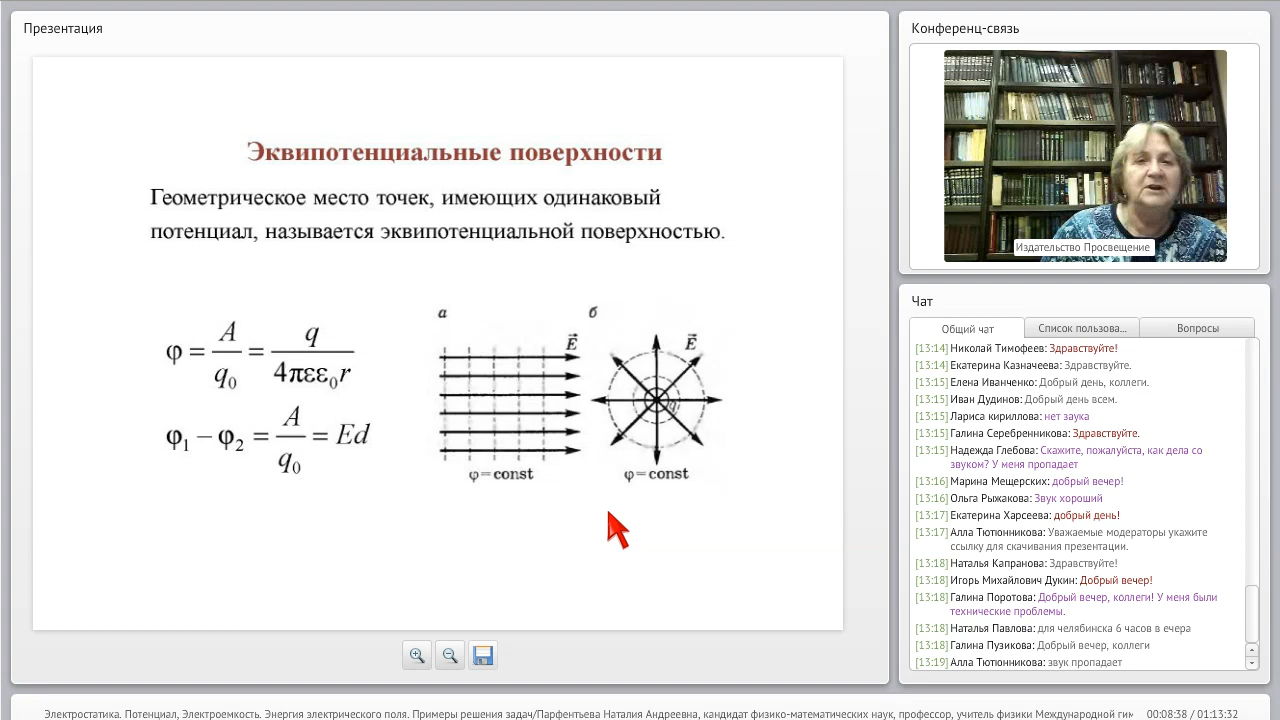 Презентация
Эквипотенциальные поверхности
Геометрическое место точек, имеющих одинаковый
потенциал, называется эквипотенциальной поверхностью.
φ = A/q₀ = q/4πεε₀r
φ₁ – φ₂ = A/q₀ = Ed
а
E⃗
φ=const
б
E⃗
q
φ=const
Конференц-связь
Издательство Просвещение
Чат
Общий чат
Список пользова...
Вопросы
[13:14] Николай Тимофеев: Здравствуйте!
[13:14] Екатерина Казначеева: Здравствуйте.
[13:15] Елена Иванченко: Добрый день, коллеги.
[13:15] Иван Дудинов: Добрый день всем.
[13:15] Лариса кириллова: нет заука
[13:15] Галина Серебренникова: Здравствуйте.
[13:15] Надежда Глебова: Скажите, пожалуйста, как дела со
звуком? У меня пропадает
[13:16] Марина Мещерских: добрый вечер!
[13:16] Ольга Рыжакова: Звук хороший
[13:17] Екатерина Харсеева: добрый день!
[13:17] Алла Тютюнникова: Уважаемые модераторы укажите
ссылку для скачивания презентации.
[13:18] Наталья Капранова: Здравствуйте!
[13:18] Игорь Михайлович Дукин: Добрый вечер!
[13:18] Галина Поротова: Добрый вечер, коллеги! У меня были
технические проблемы.
[13:18] Наталья Павлова: для челябинска 6 часов в ечера
[13:18] Галина Пузикова: Добрый вечер, коллеги
[13:19] Алла Тютюнникова: звук пропадает
Электростатика. Потенциал, Электроемкость. Энергия электрического поля. Примеры решения задач/Парфентьева Наталия Андреевна, кандидат физико-математических наук, профессор, учитель физики Международной гим
00:08:38 / 01:13:32